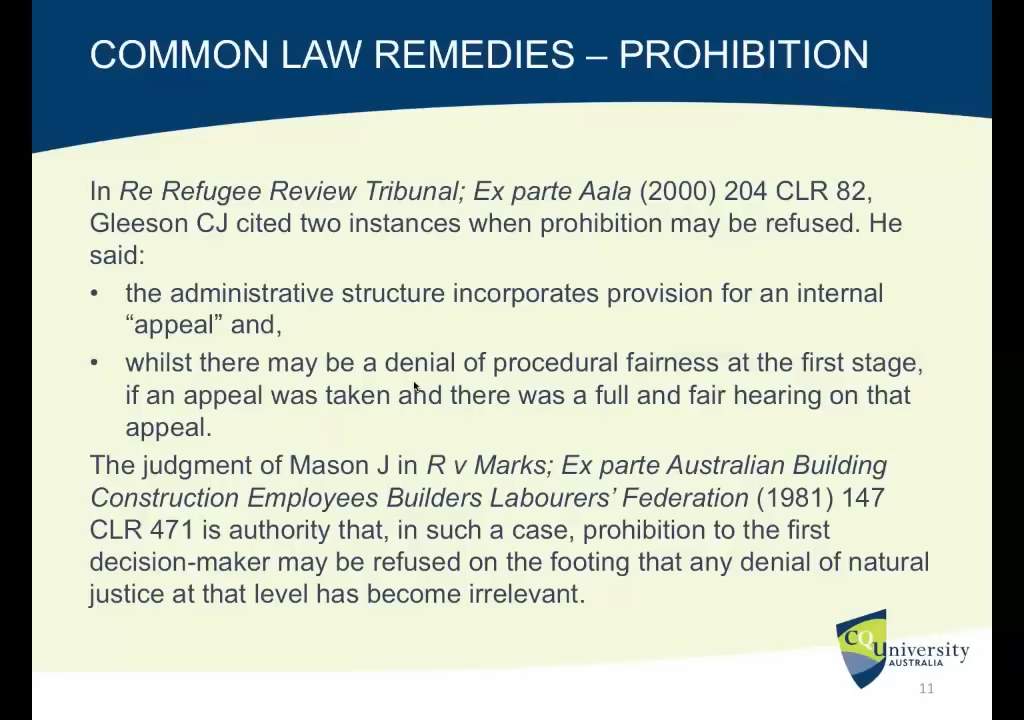 COMMON LAW REMEDIES – PROHIBITION
In Re Refugee Review Tribunal; Ex parte Aala (2000) 204 CLR 82,
Gleeson CJ cited two instances when prohibition may be refused. He
said:
• the administrative structure incorporates provision for an internal
“appeal” and,
• whilst there may be a denial of procedural fairness at the first stage,
if an appeal was taken and there was a full and fair hearing on that
appeal.
The judgment of Mason J in R v Marks; Ex parte Australian Building
Construction Employees Builders Labourers’ Federation (1981) 147
CLR 471 is authority that, in such a case, prohibition to the first
decision-maker may be refused on the footing that any denial of natural
justice at that level has become irrelevant.
CQUniversity
AUSTRALIA
11